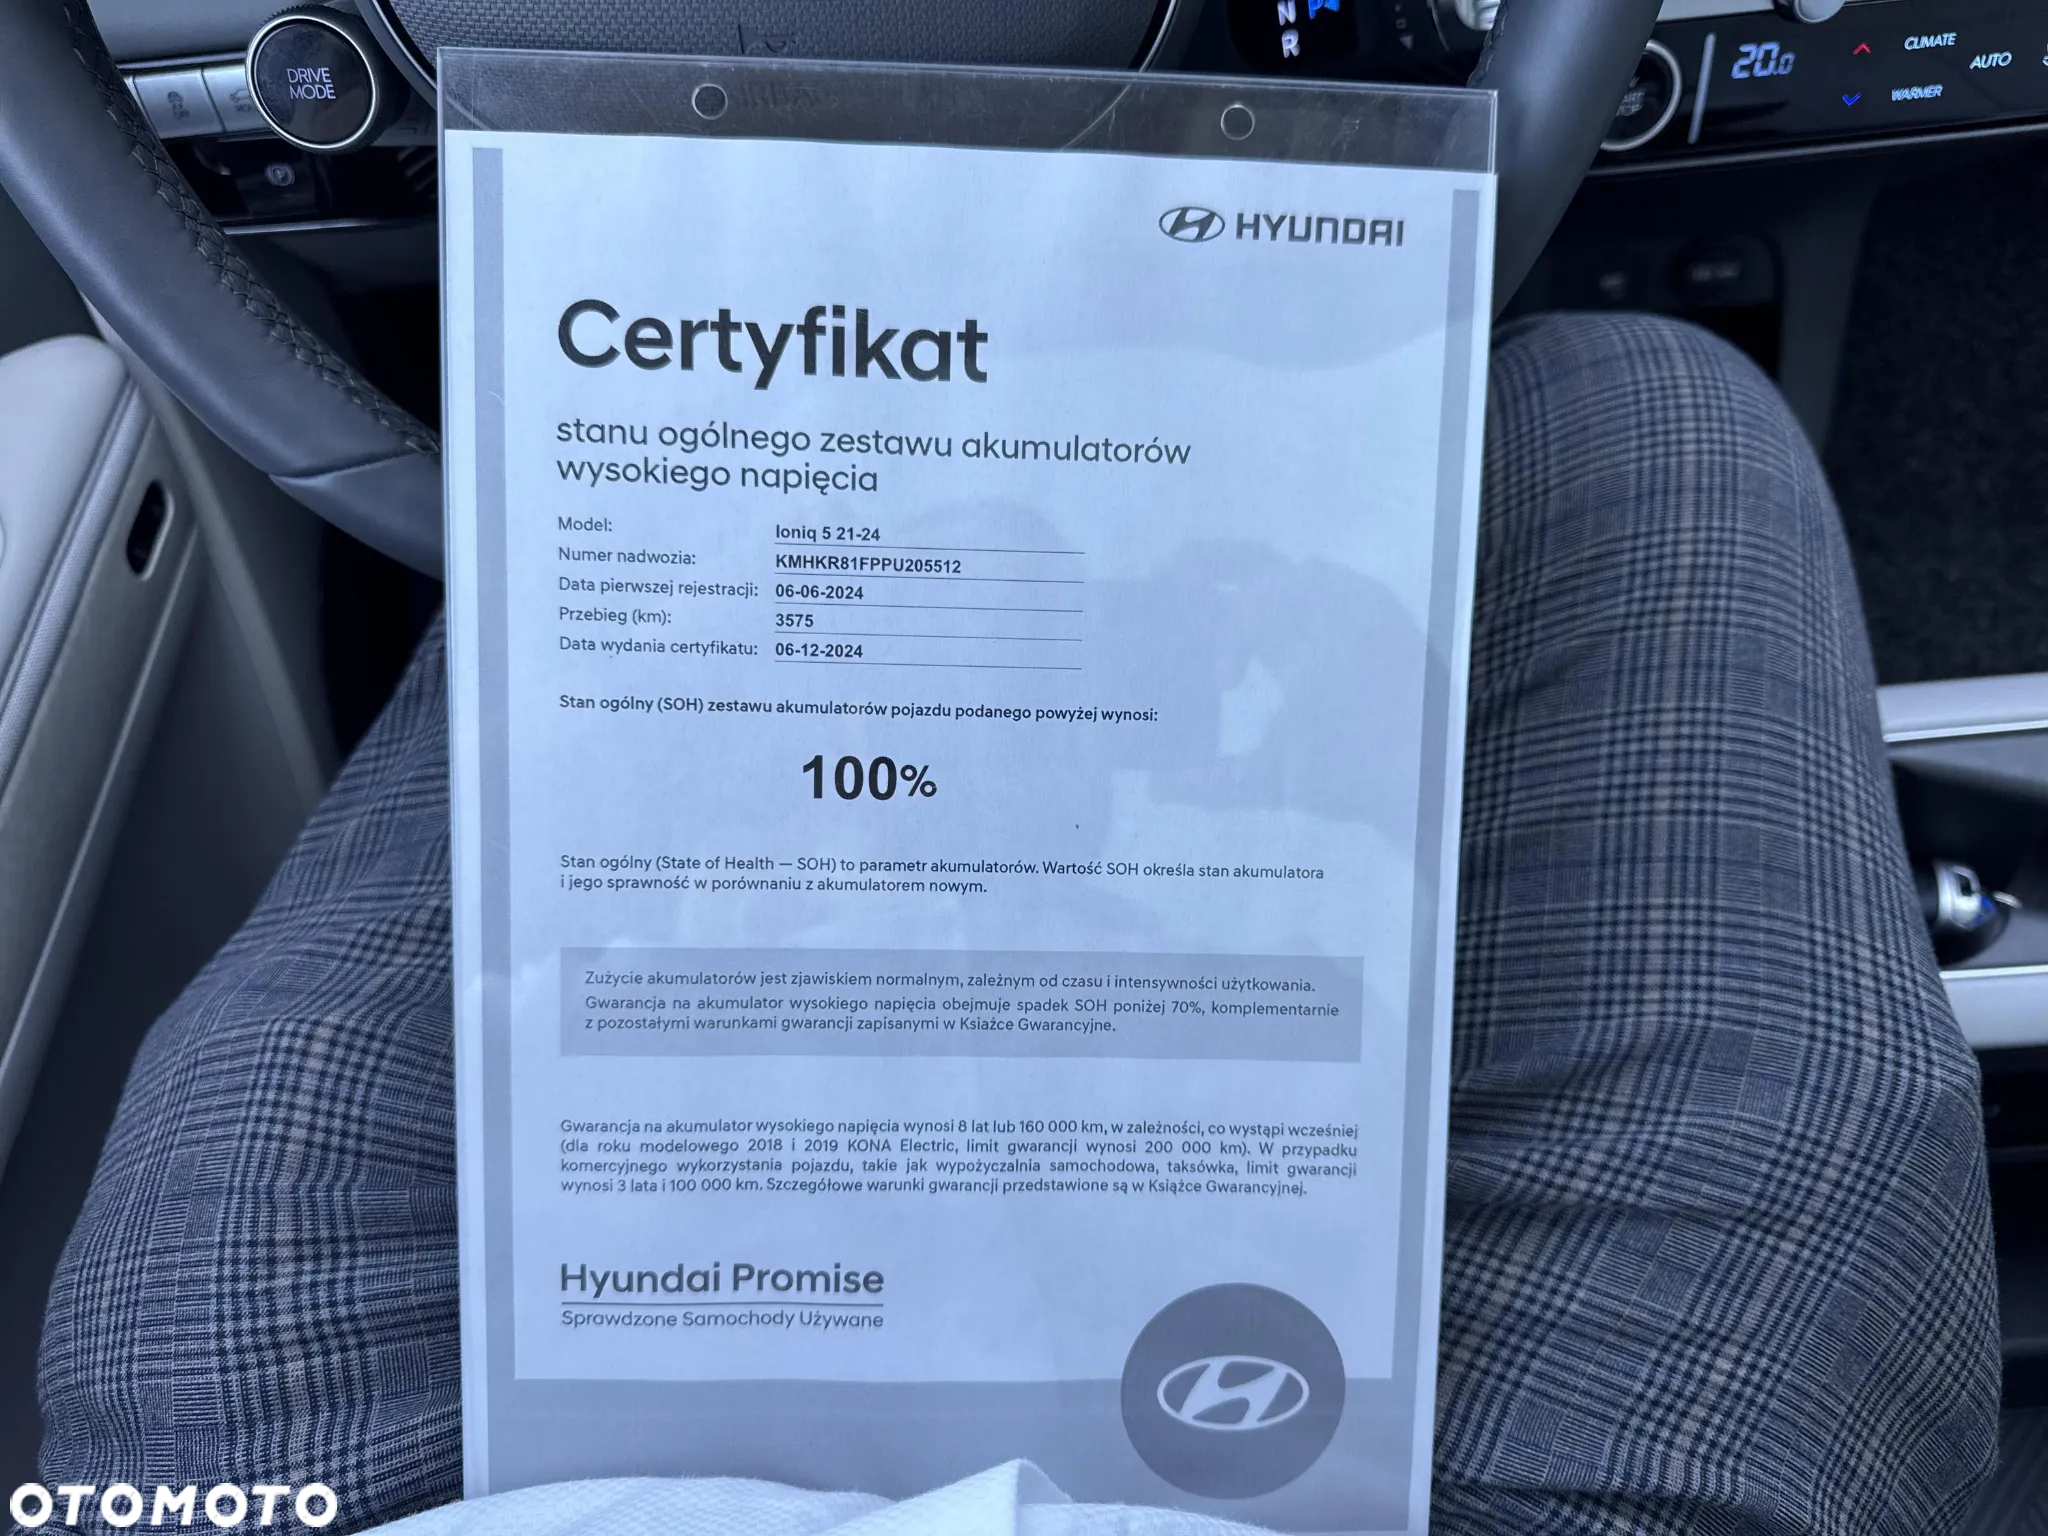 N
R
P
DRIVE
MODE
20.0
CLIMATE
AUTO
WARMER
HYUNDAI
Certyfikat
stanu ogólnego zestawu akumulatorów
wysokiego napięcia
Model: Ioniq 5 21-24
Numer nadwozia: KMHKR81FPPU205512
Data pierwszej rejestracji: 06-06-2024
Przebieg (km): 3575
Data wydania certyfikatu: 06-12-2024
Stan ogólny (SOH) zestawu akumulatorów pojazdu podanego powyżej wynosi:
100%
Stan ogólny (State of Health — SOH) to parametr akumulatorów. Wartość SOH określa stan akumulatora
i jego sprawność w porównaniu z akumulatorem nowym.
Zużycie akumulatorów jest zjawiskiem normalnym, zależnym od czasu i intensywności użytkowania.
Gwarancja na akumulator wysokiego napięcia obejmuje spadek SOH poniżej 70%, komplementarnie
z pozostałymi warunkami gwarancji zapisanymi w Ksiażce Gwarancyjne.
Gwarancja na akumulator wysokiego napięcia wynosi 8 lat lub 160 000 km, w zależności, co wystąpi wcześniej
(dla roku modelowego 2018 i 2019 KONA Electric, limit gwarancji wynosi 200 000 km). W przypadku
komercyjnego wykorzystania pojazdu, takie jak wypożyczalnia samochodowa, taksówka, limit gwarancji
wynosi 3 lata i 100 000 km. Szczegółowe warunki gwarancji przedstawione są w Książce Gwarancyjnej.
Hyundai Promise
Sprawdzone Samochody Używane
OTOMOTO